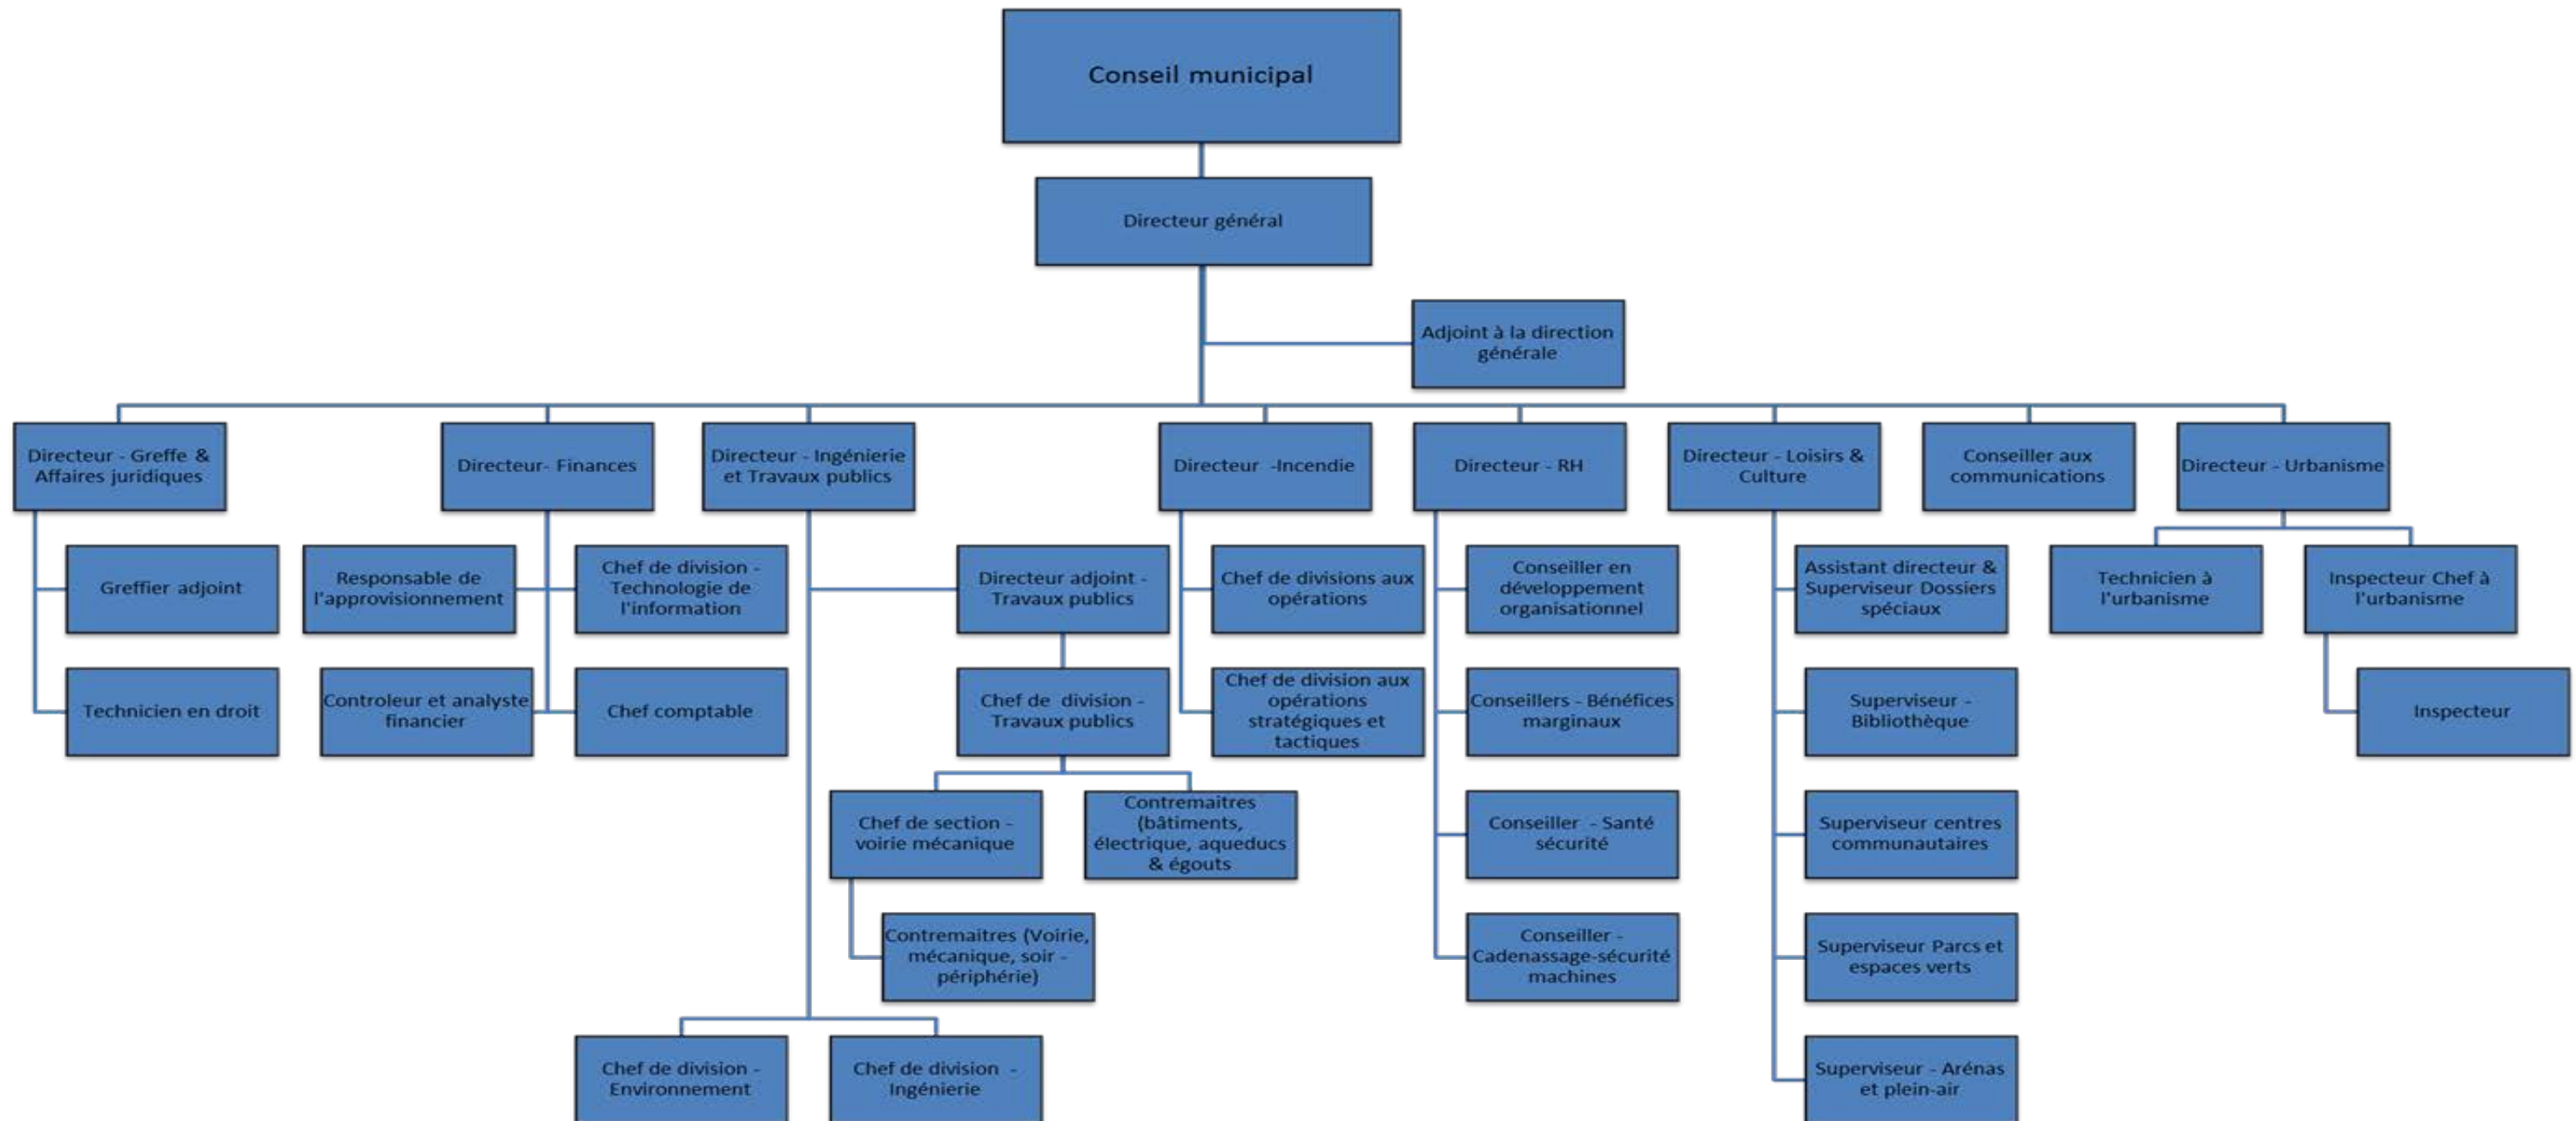 Conseil municipal
Directeur général
Adjoint à la direction
générale
Directeur - Greffe &
Affaires juridiques
Directeur- Finances
Directeur - Ingénierie
et Travaux publics
Directeur -Incendie
Directeur - RH
Directeur - Loisirs &
Culture
Conseiller aux
communications
Directeur - Urbanisme
Greffier adjoint
Responsable de
l'approvisionnement
Chef de division -
Technologie de
l'information
Directeur adjoint -
Travaux publics
Chef de divisions aux
opérations
Conseiller en
développement
organisationnel
Assistant directeur &
Superviseur Dossiers
spéciaux
Technicien à
l'urbanisme
Inspecteur Chef à
l'urbanisme
Technicien en droit
Controleur et analyste
financier
Chef comptable
Chef de division -
Travaux publics
Chef de division aux
opérations
stratégiques et
tactiques
Conseillers - Bénéfices
marginaux
Superviseur -
Bibliothèque
Inspecteur
Chef de section -
voirie mécanique
Contremaitres
(bâtiments,
électrique, aqueducs
& égouts
Conseiller - Santé
sécurité
Superviseur centres
communautaires
Contremaitres (Voirie,
mécanique, soir -
périphérie)
Conseiller -
Cadenassage-sécurité
machines
Superviseur Parcs et
espaces verts
Chef de division -
Environnement
Chef de division -
Ingénierie
Superviseur - Arénas
et plein-air